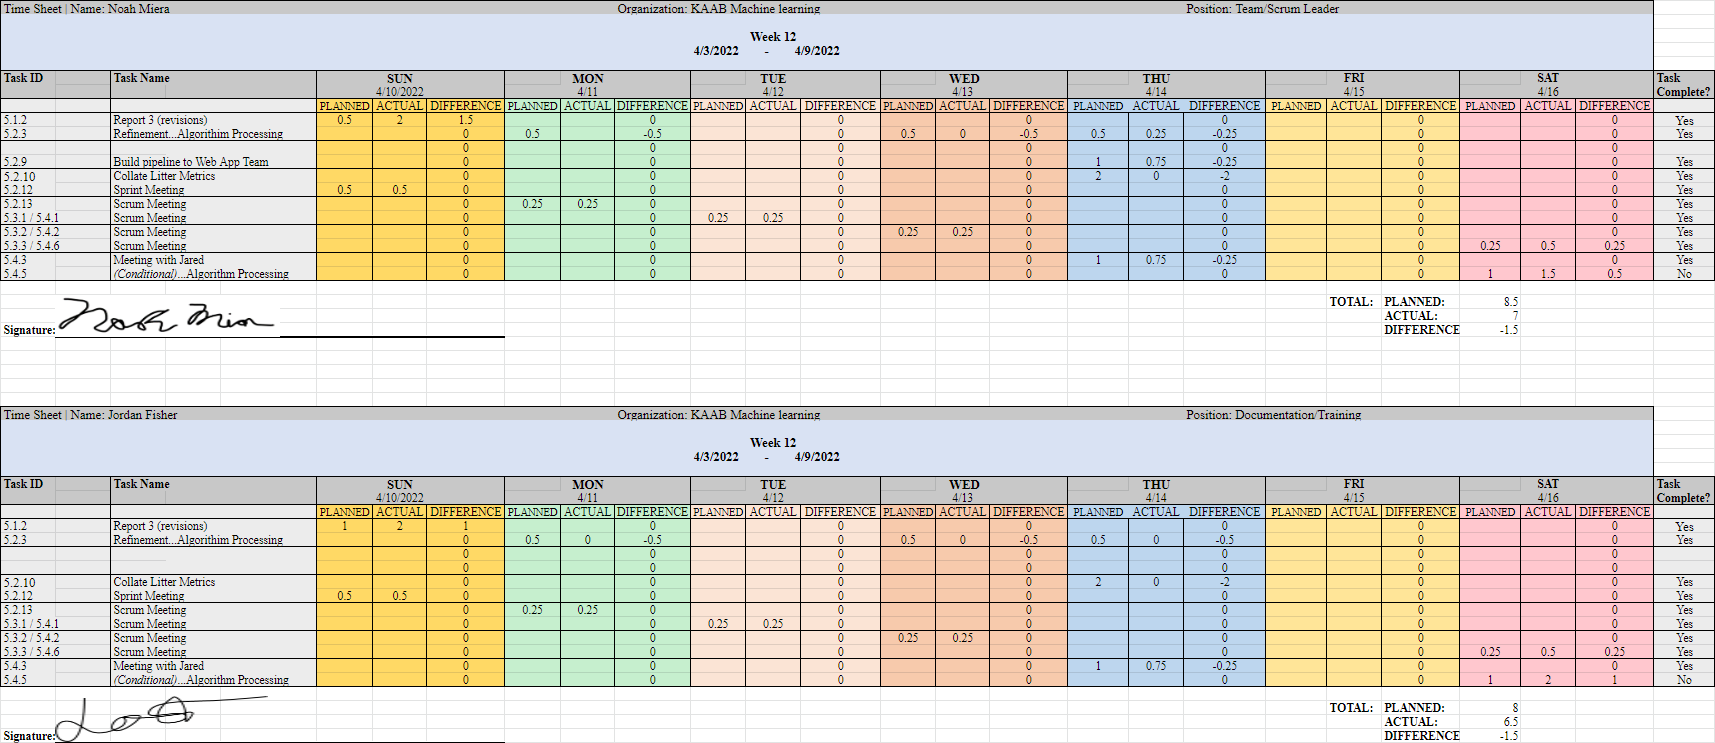 Time Sheet | Name: Noah Miera Organization: KAAB Machine learning Position: Team/Scrum Leader
Week 12
4/3/2022 - 4/9/2022
Task ID Task Name SUN MON TUE WED THU FRI SAT Task
4/10/2022 4/11 4/12 4/13 4/14 4/15 4/16 Complete?
PLANNED ACTUAL DIFFERENCE PLANNED ACTUAL DIFFERENCE PLANNED ACTUAL DIFFERENCE PLANNED ACTUAL DIFFERENCE PLANNED ACTUAL DIFFERENCE PLANNED ACTUAL DIFFERENCE PLANNED ACTUAL DIFFERENCE
5.1.2 Report 3 (revisions) 0.5 2 1.5 0 0 0 0 0 0 Yes
5.2.3 Refinement...Algorithim Processing 0 0.5 -0.5 0 0.5 0 -0.5 0.5 0.25 -0.25 0 0 Yes
0 0 0 0 0 0 0
5.2.9 Build pipeline to Web App Team 0 0 0 0 1 0.75 -0.25 0 0 Yes
5.2.10 Collate Litter Metrics 0 0 0 0 2 0 -2 0 0 Yes
5.2.12 Sprint Meeting 0.5 0.5 0 0 0 0 0 0 0 Yes
5.2.13 Scrum Meeting 0 0.25 0.25 0 0 0 0 0 0 Yes
5.3.1 / 5.4.1 Scrum Meeting 0 0 0.25 0.25 0 0 0 0 0 Yes
5.3.2 / 5.4.2 Scrum Meeting 0 0 0 0.25 0.25 0 0 0 0 Yes
5.3.3 / 5.4.6 Scrum Meeting 0 0 0 0 0 0 0.25 0.5 0.25 Yes
5.4.3 Meeting with Jared 0 0 0 0 1 0.75 -0.25 0 0 Yes
5.4.5 (Conditional)...Algorithm Processing 0 0 0 0 0 0 1 1.5 0.5 No
TOTAL: PLANNED: 8.5
ACTUAL: 7
Signature: Noah Miera DIFFERENCE -1.5
Time Sheet | Name: Jordan Fisher Organization: KAAB Machine learning Position: Documentation/Training
Week 12
4/3/2022 - 4/9/2022
Task ID Task Name SUN MON TUE WED THU FRI SAT Task
4/10/2022 4/11 4/12 4/13 4/14 4/15 4/16 Complete?
PLANNED ACTUAL DIFFERENCE PLANNED ACTUAL DIFFERENCE PLANNED ACTUAL DIFFERENCE PLANNED ACTUAL DIFFERENCE PLANNED ACTUAL DIFFERENCE PLANNED ACTUAL DIFFERENCE PLANNED ACTUAL DIFFERENCE
5.1.2 Report 3 (revisions) 1 2 1 0 0 0 0 0 0 Yes
5.2.3 Refinement...Algorithim Processing 0 0.5 0 -0.5 0 0.5 0 -0.5 0.5 0 -0.5 0 0 Yes
0 0 0 0 0 0 0
0 0 0 0 0 0 0
5.2.10 Collate Litter Metrics 0 0 0 0 2 0 -2 0 0 Yes
5.2.12 Sprint Meeting 0.5 0.5 0 0 0 0 0 0 0 Yes
5.2.13 Scrum Meeting 0 0.25 0.25 0 0 0 0 0 0 Yes
5.3.1 / 5.4.1 Scrum Meeting 0 0 0.25 0.25 0 0 0 0 0 Yes
5.3.2 / 5.4.2 Scrum Meeting 0 0 0 0.25 0.25 0 0 0 0 Yes
5.3.3 / 5.4.6 Scrum Meeting 0 0 0 0 0 0 0.25 0.5 0.25 Yes
5.4.3 Meeting with Jared 0 0 0 0 1 0.75 -0.25 0 0 Yes
5.4.5 (Conditional)...Algorithm Processing 0 0 0 0 0 0 1 2 1 No
TOTAL: PLANNED: 8
ACTUAL: 6.5
Signature: DIFFERENCE -1.5